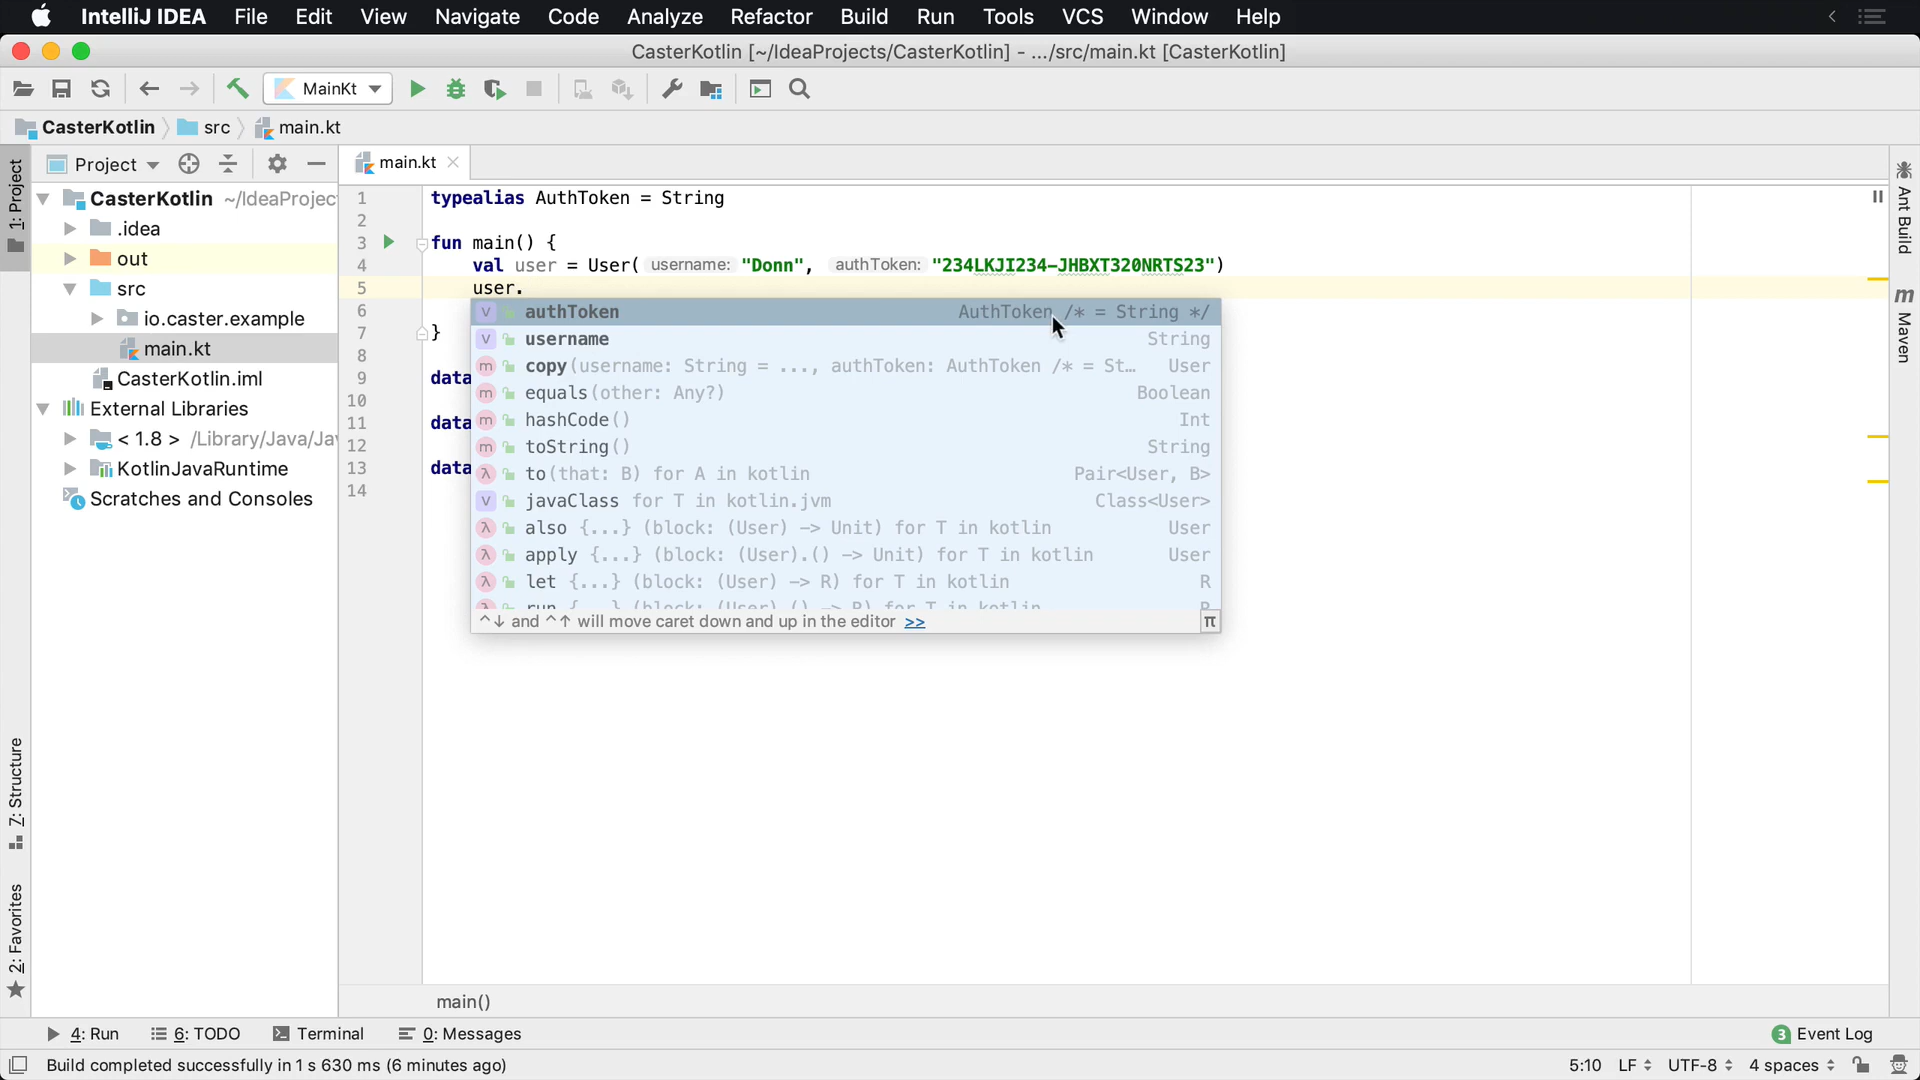 IntelliJ IDEA File Edit View Navigate Code Analyze Refactor Build Run Tools VCS Window Help
CasterKotlin [~/IdeaProjects/CasterKotlin] - .../src/main.kt [CasterKotlin]
MainKt
CasterKotlin src main.kt
1: Project
Project
main.kt
CasterKotlin ~/IdeaProjec
.idea
out
src
io.caster.example
main.kt
CasterKotlin.iml
External Libraries
< 1.8 > /Library/Java/Ja
KotlinJavaRuntime
Scratches and Consoles
1 typealias AuthToken = String
2
3 fun main() {
4 val user = User( username: "Donn", authToken: "234LKJI234-JHBXT320NRTS23")
5 user.
6
7 }
8
9 data
10
11 data
12
13 data
14
v authToken AuthToken /* = String */
v username String
m copy(username: String = ..., authToken: AuthToken /* = St… User
m equals(other: Any?) Boolean
m hashCode() Int
m toString() String
λ to(that: B) for A in kotlin Pair<User, B>
v javaClass for T in kotlin.jvm Class<User>
λ also {...} (block: (User) -> Unit) for T in kotlin User
λ apply {...} (block: (User).() -> Unit) for T in kotlin User
λ let {...} (block: (User) -> R) for T in kotlin R
λ run {...} (block: (User).() -> R) for T in kotlin R
^↓ and ^↑ will move caret down and up in the editor >> π
Ant Build
m Maven
Z: Structure
2: Favorites
main()
4: Run 6: TODO Terminal 0: Messages 3 Event Log
Build completed successfully in 1 s 630 ms (6 minutes ago) 5:10 LF UTF-8 4 spaces